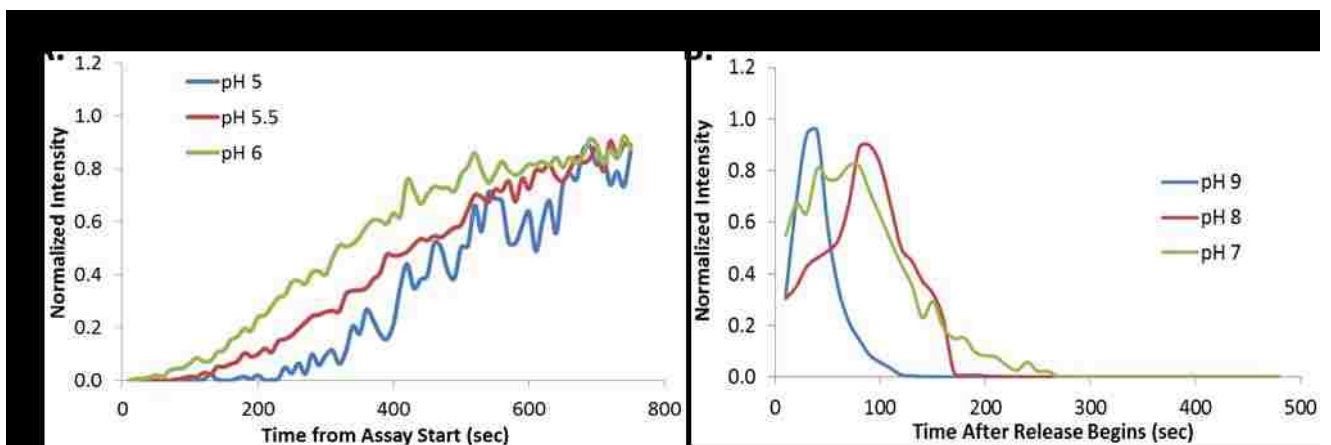 A.
1.2
1.0
0.8
0.6
0.4
0.2
0.0
Normalized Intensity
pH 5
pH 5.5
pH 6
0 200 400 600 800
Time from Assay Start (sec)
B.
1.2
1.0
0.8
0.6
0.4
0.2
0.0
Normalized Intensity
pH 9
pH 8
pH 7
0 100 200 300 400 500
Time After Release Begins (sec)